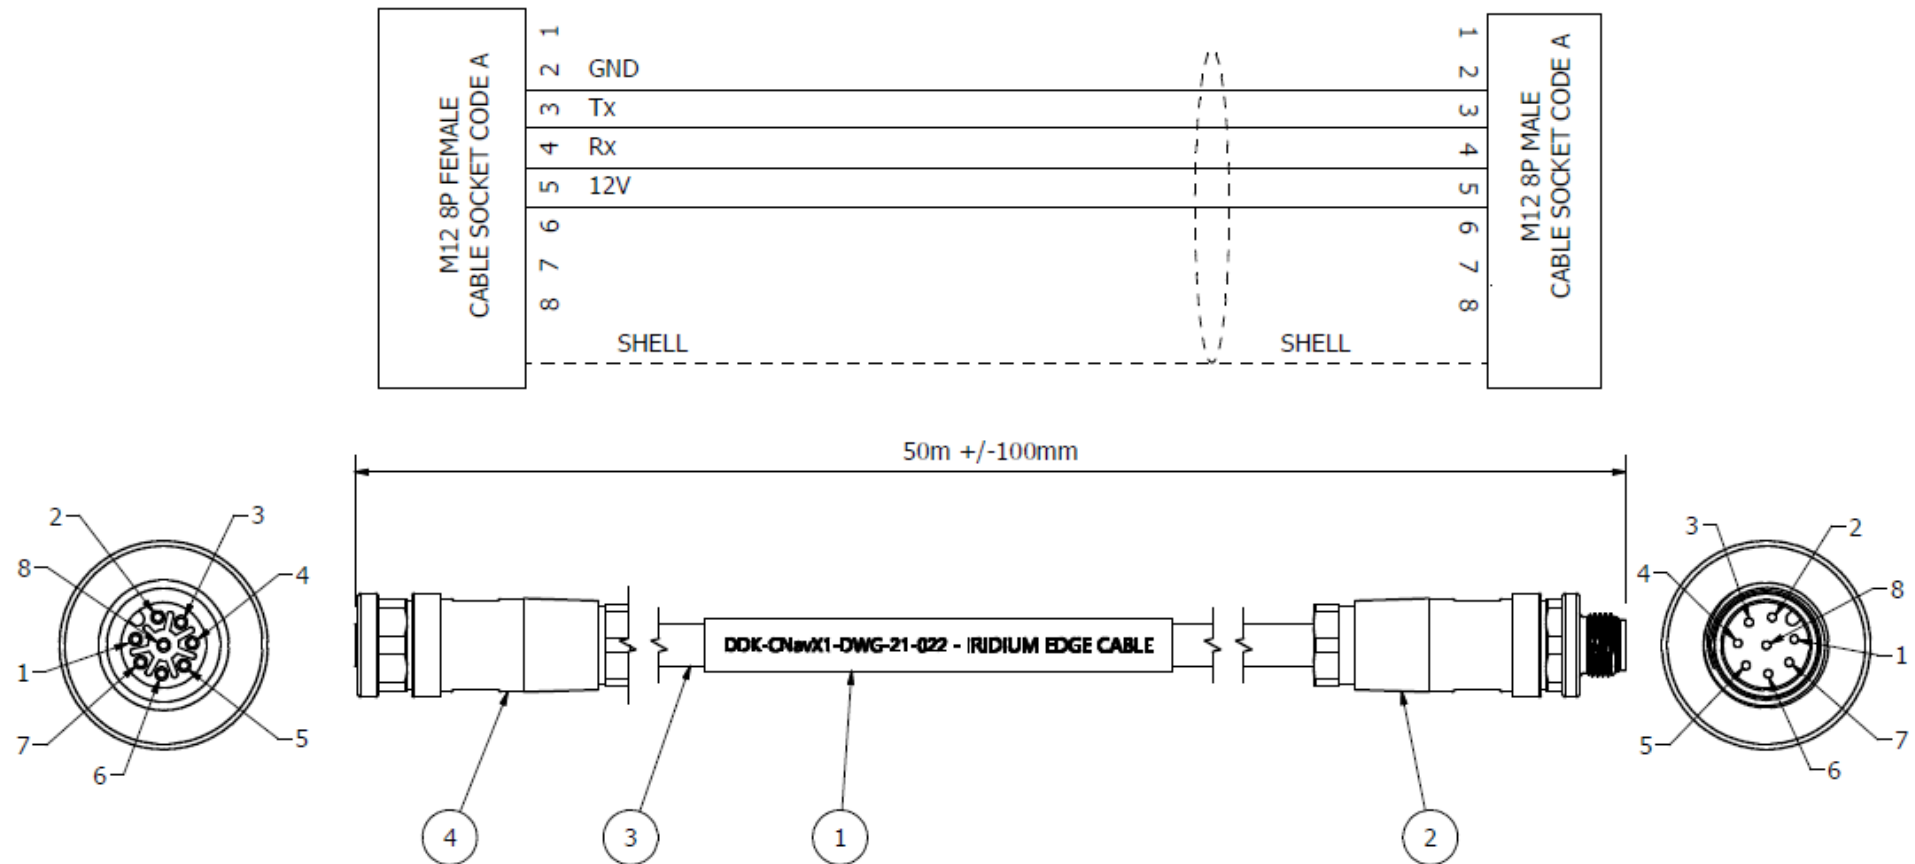 M12 8P FEMALE
CABLE SOCKET CODE A
1
2 GND
3 Tx
4 Rx
5 12V
6
7
8
SHELL
SHELL
1
2
3
4
5
6
7
8
M12 8P MALE
CABLE SOCKET CODE A
50m +/-100mm
2
3
8
4
1
7
5
6
DDK-CNavX1-DWG-21-022 - IRIDIUM EDGE CABLE
3
2
4
8
1
5
7
6
4
3
1
2